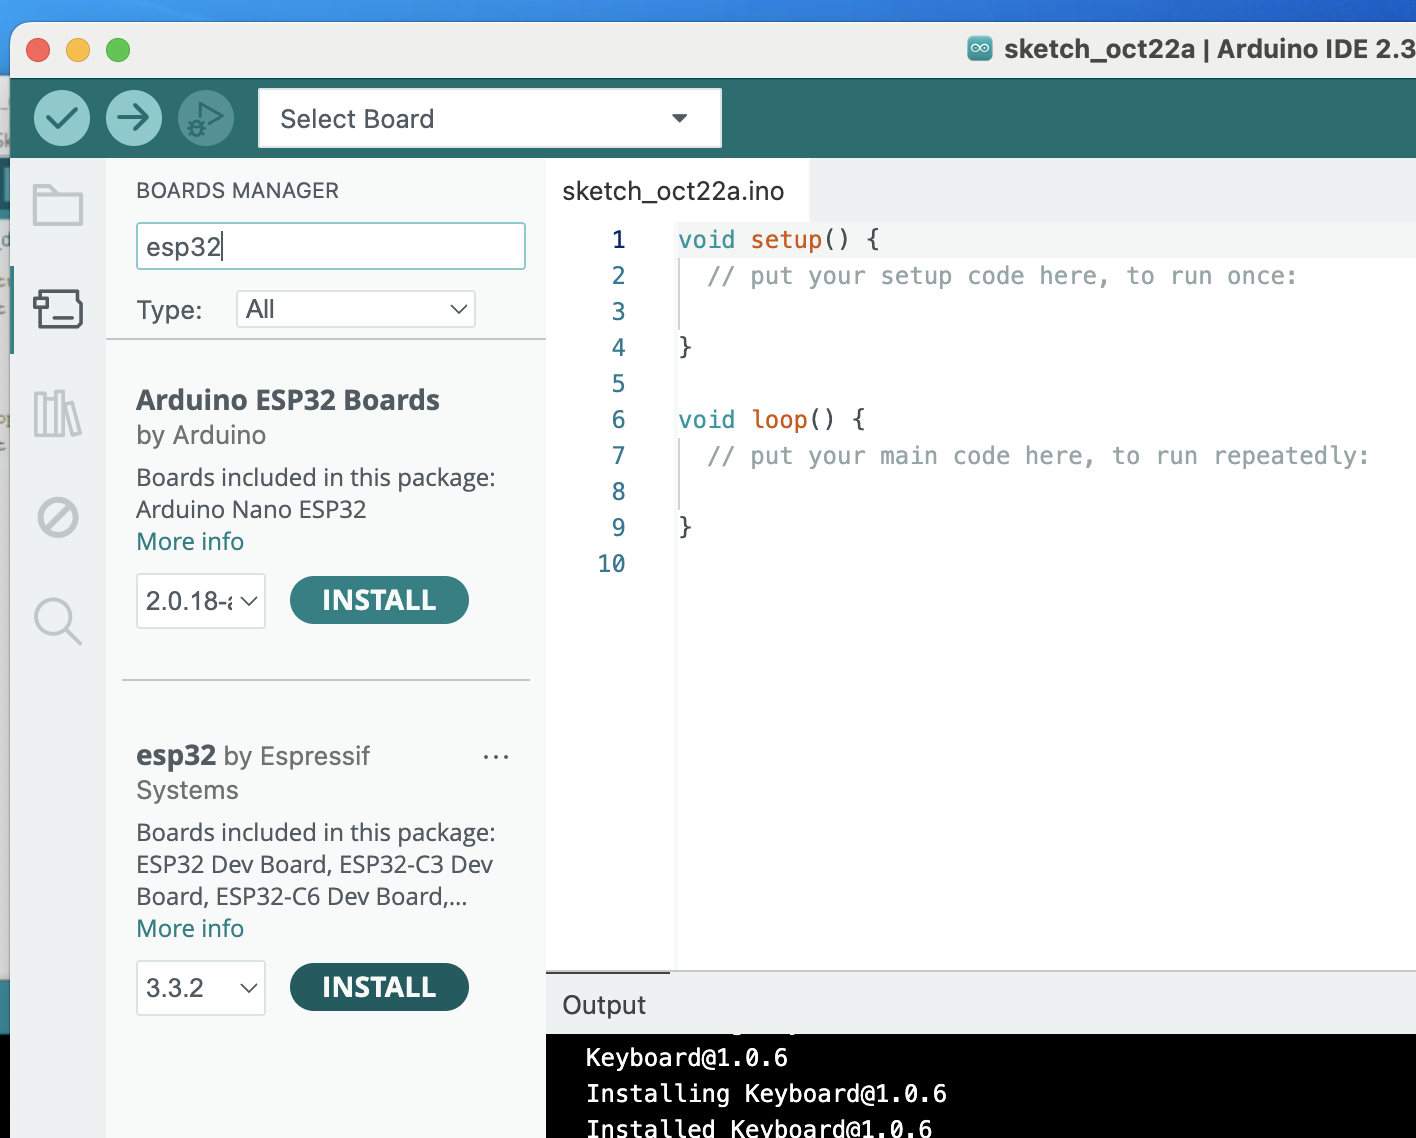 sketch_oct22a | Arduino IDE 2.3
Select Board
BOARDS MANAGER
esp32
Type: All
Arduino ESP32 Boards
by Arduino
Boards included in this package:
Arduino Nano ESP32
More info
2.0.18-a INSTALL
esp32 by Espressif
Systems
Boards included in this package:
ESP32 Dev Board, ESP32-C3 Dev
Board, ESP32-C6 Dev Board,...
More info
3.3.2 INSTALL
sketch_oct22a.ino
1 void setup() {
2 // put your setup code here, to run once:
3
4 }
5
6 void loop() {
7 // put your main code here, to run repeatedly:
8
9 }
10
Output
Keyboard@1.0.6
Installing Keyboard@1.0.6
Installed Keyboard@1.0.6